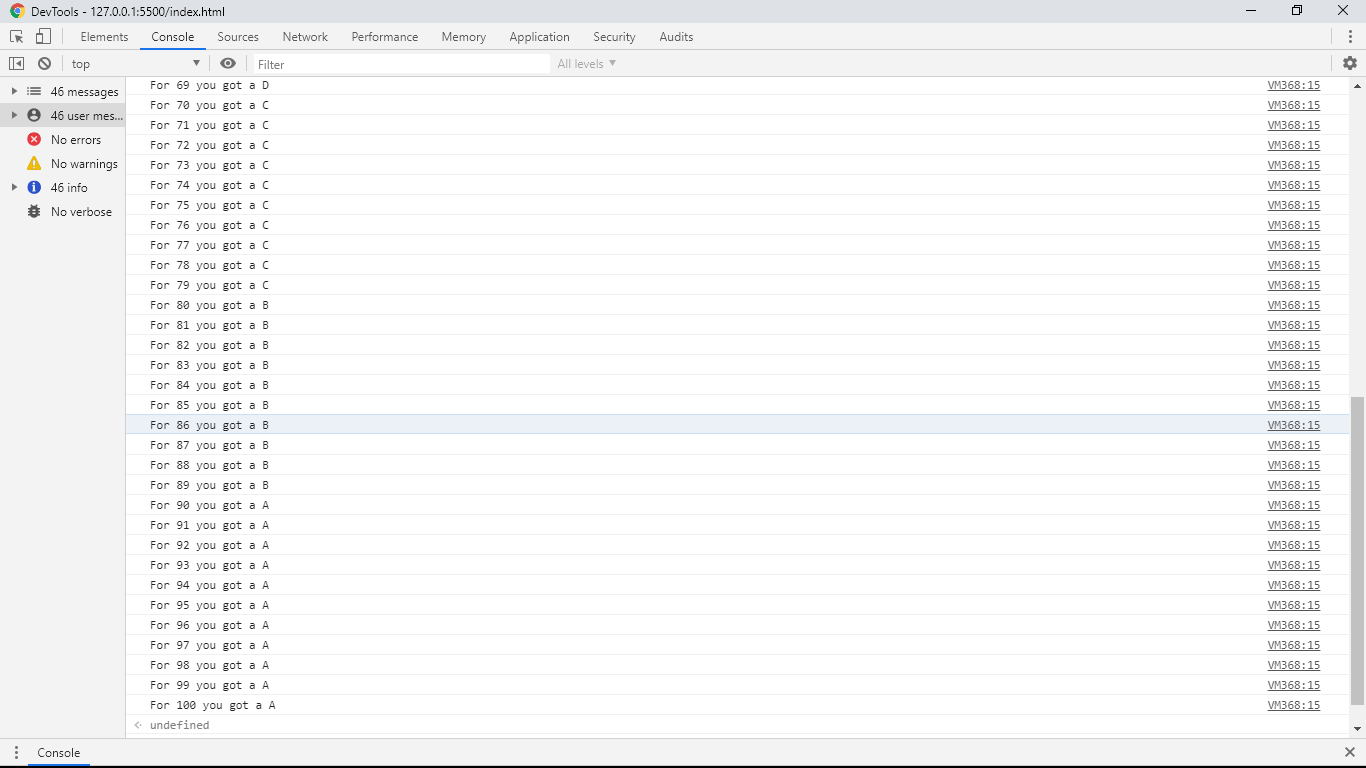 DevTools - 127.0.0.1:5500/index.html
Elements Console Sources Network Performance Memory Application Security Audits
top Filter All levels
46 messages
46 user mes...
No errors
No warnings
46 info
No verbose
For 69 you got a D VM368:15
For 70 you got a C VM368:15
For 71 you got a C VM368:15
For 72 you got a C VM368:15
For 73 you got a C VM368:15
For 74 you got a C VM368:15
For 75 you got a C VM368:15
For 76 you got a C VM368:15
For 77 you got a C VM368:15
For 78 you got a C VM368:15
For 79 you got a C VM368:15
For 80 you got a B VM368:15
For 81 you got a B VM368:15
For 82 you got a B VM368:15
For 83 you got a B VM368:15
For 84 you got a B VM368:15
For 85 you got a B VM368:15
For 86 you got a B VM368:15
For 87 you got a B VM368:15
For 88 you got a B VM368:15
For 89 you got a B VM368:15
For 90 you got a A VM368:15
For 91 you got a A VM368:15
For 92 you got a A VM368:15
For 93 you got a A VM368:15
For 94 you got a A VM368:15
For 95 you got a A VM368:15
For 96 you got a A VM368:15
For 97 you got a A VM368:15
For 98 you got a A VM368:15
For 99 you got a A VM368:15
For 100 you got a A VM368:15
undefined
Console